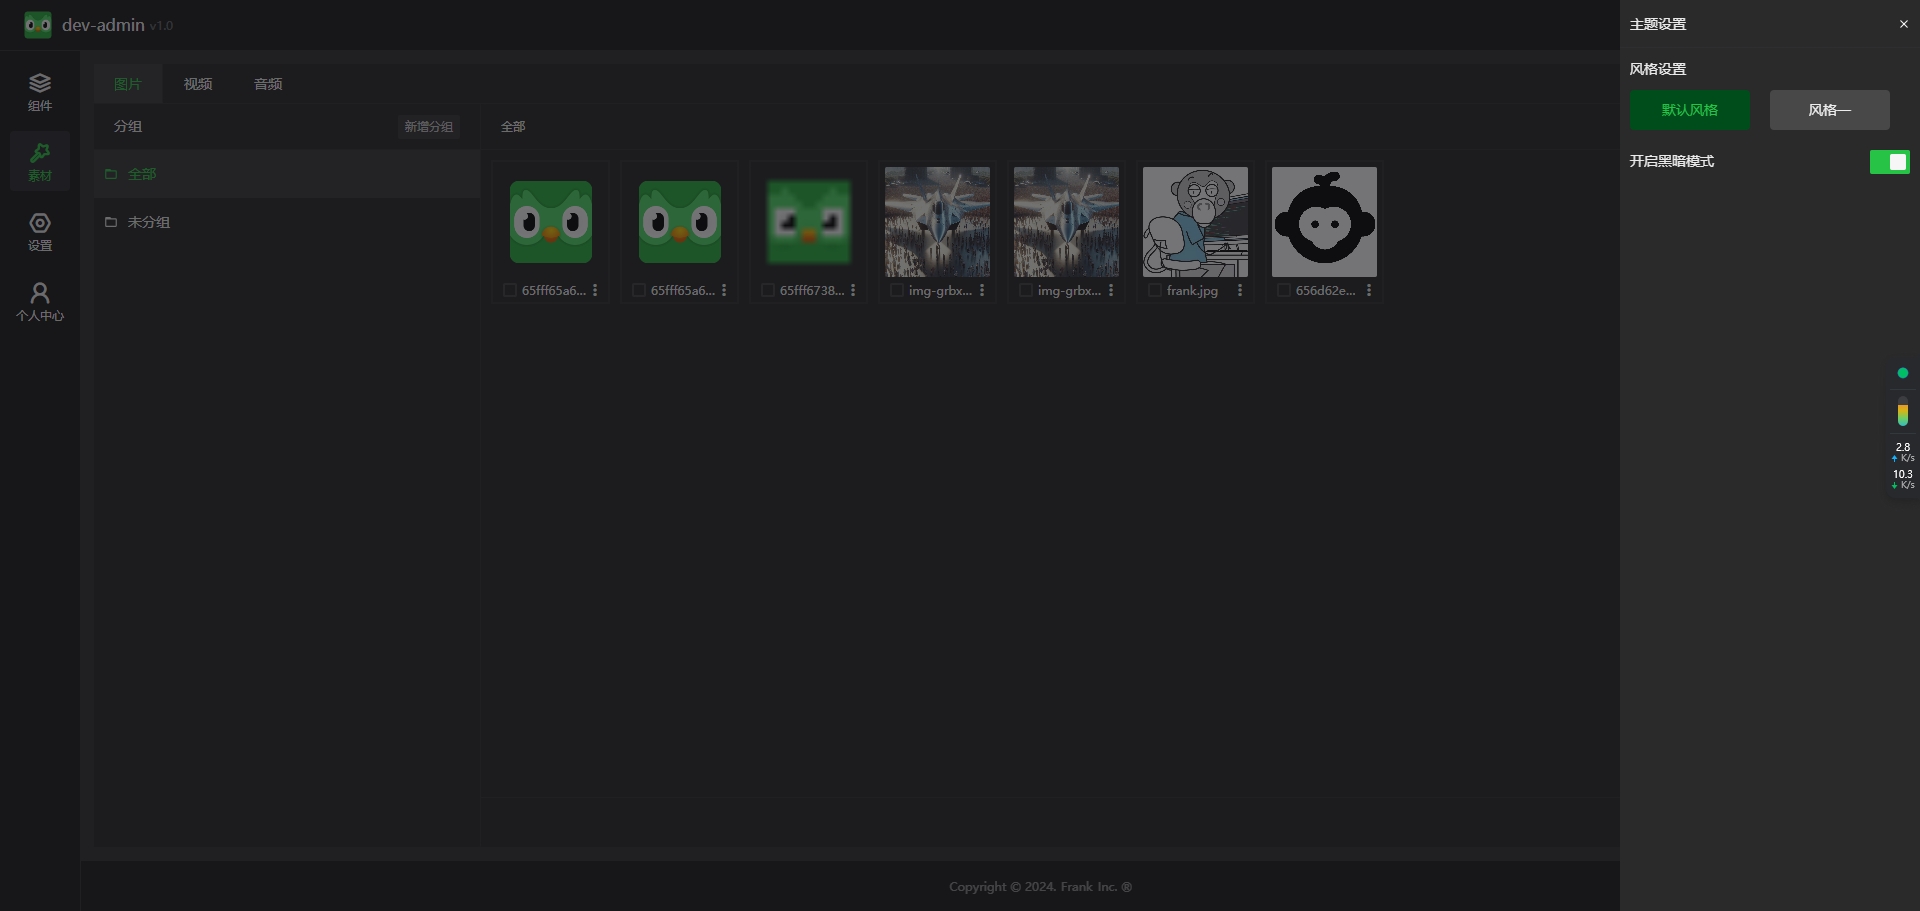 dev-admin v1.0
组件
素材
设置
个人中心
图片 视频 音频
分组 新增分组
全部
未分组
全部
65fff65a6... 65fff65a6... 65fff6738... img-grbx... img-grbx... frank.jpg 656d62e...
Copyright © 2024. Frank Inc. ®
主题设置 ×
风格设置
默认风格 风格一
开启黑暗模式
2.8
K/s
10.3
K/s